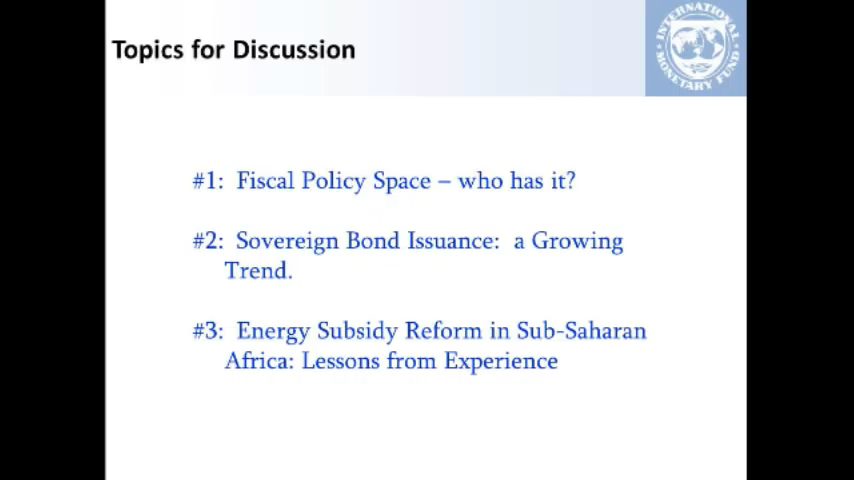 Topics for Discussion
INTERNATIONAL
MONETARY FUND
#1: Fiscal Policy Space – who has it?
#2: Sovereign Bond Issuance: a Growing
Trend.
#3: Energy Subsidy Reform in Sub-Saharan
Africa: Lessons from Experience